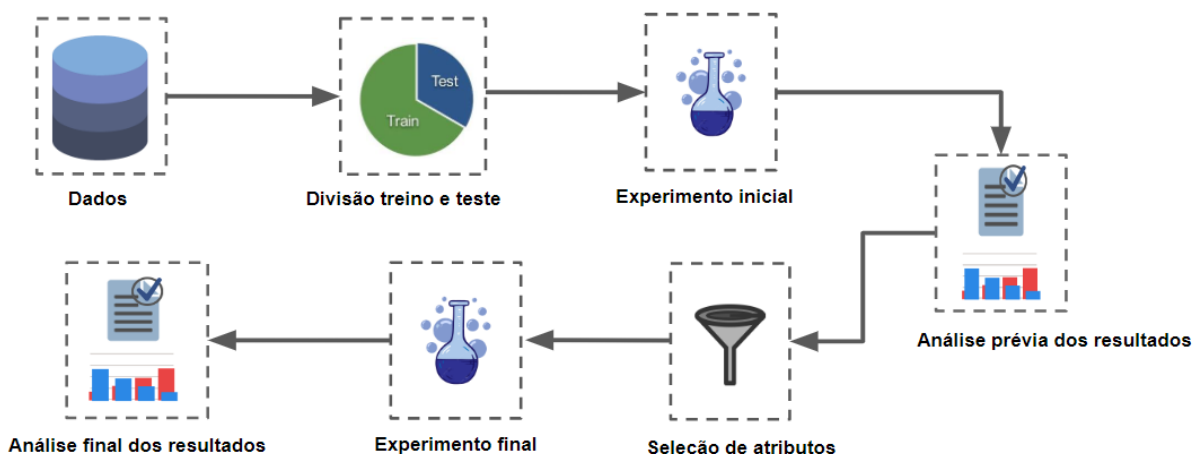 Test
Train
Dados
Divisão treino e teste
Experimento inicial
Análise prévia dos resultados
Seleção de atributos
Experimento final
Análise final dos resultados